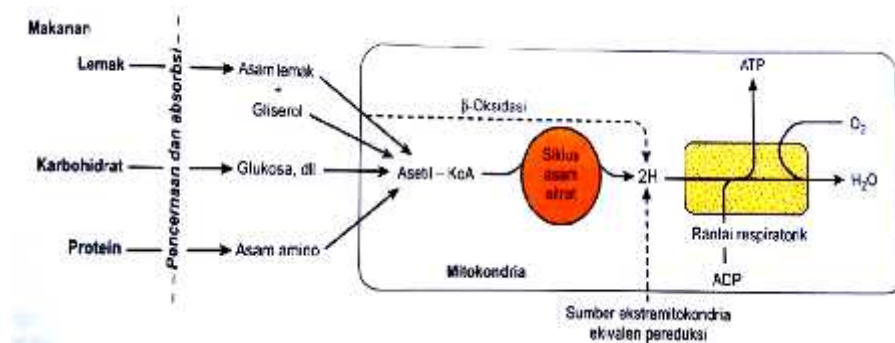 Makanan
Lemak
Karbohidrat
Protein
Pencernaan dan absorbsi
Asam lemak
+
Gliserol
Glukosa, dll
Asam amino
β-Oksidasi
Asetil – KoA
Siklus
asam
sitrat
2H
ATP
O₂
H₂O
Rantai respiratorik
ADP
Mitokondria
Sumber ekstramitokondria
ekivalen pereduksi